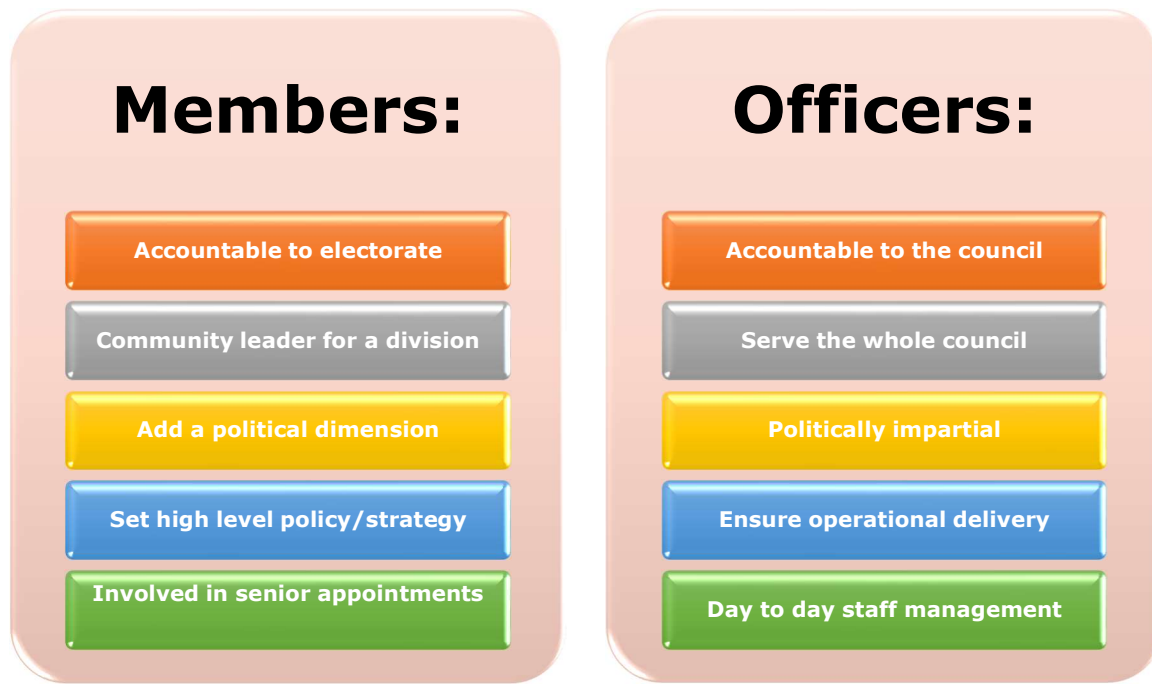 Members:
Accountable to electorate
Community leader for a division
Add a political dimension
Set high level policy/strategy
Involved in senior appointments
Officers:
Accountable to the council
Serve the whole council
Politically impartial
Ensure operational delivery
Day to day staff management